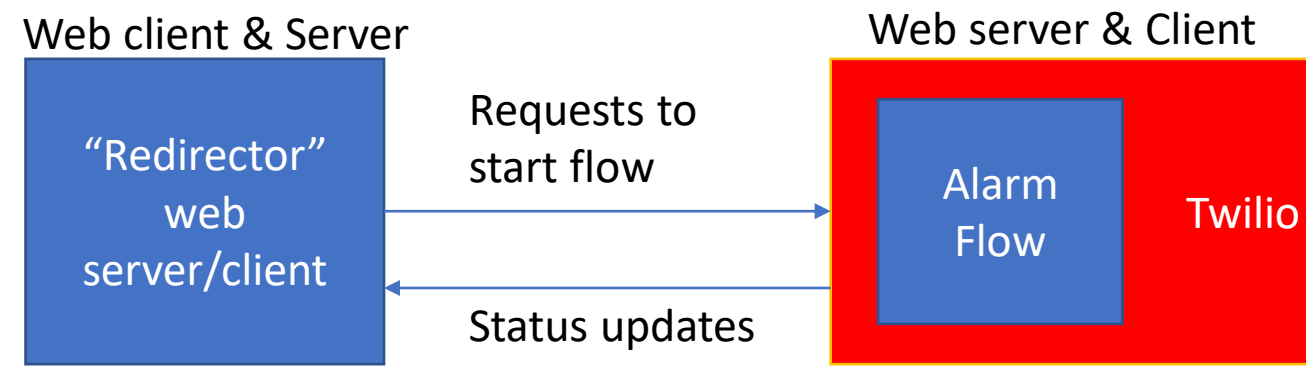 Web client & Server
Web server & Client
“Redirector”
web
server/client
Requests to
start flow
Status updates
Alarm
Flow
Twilio